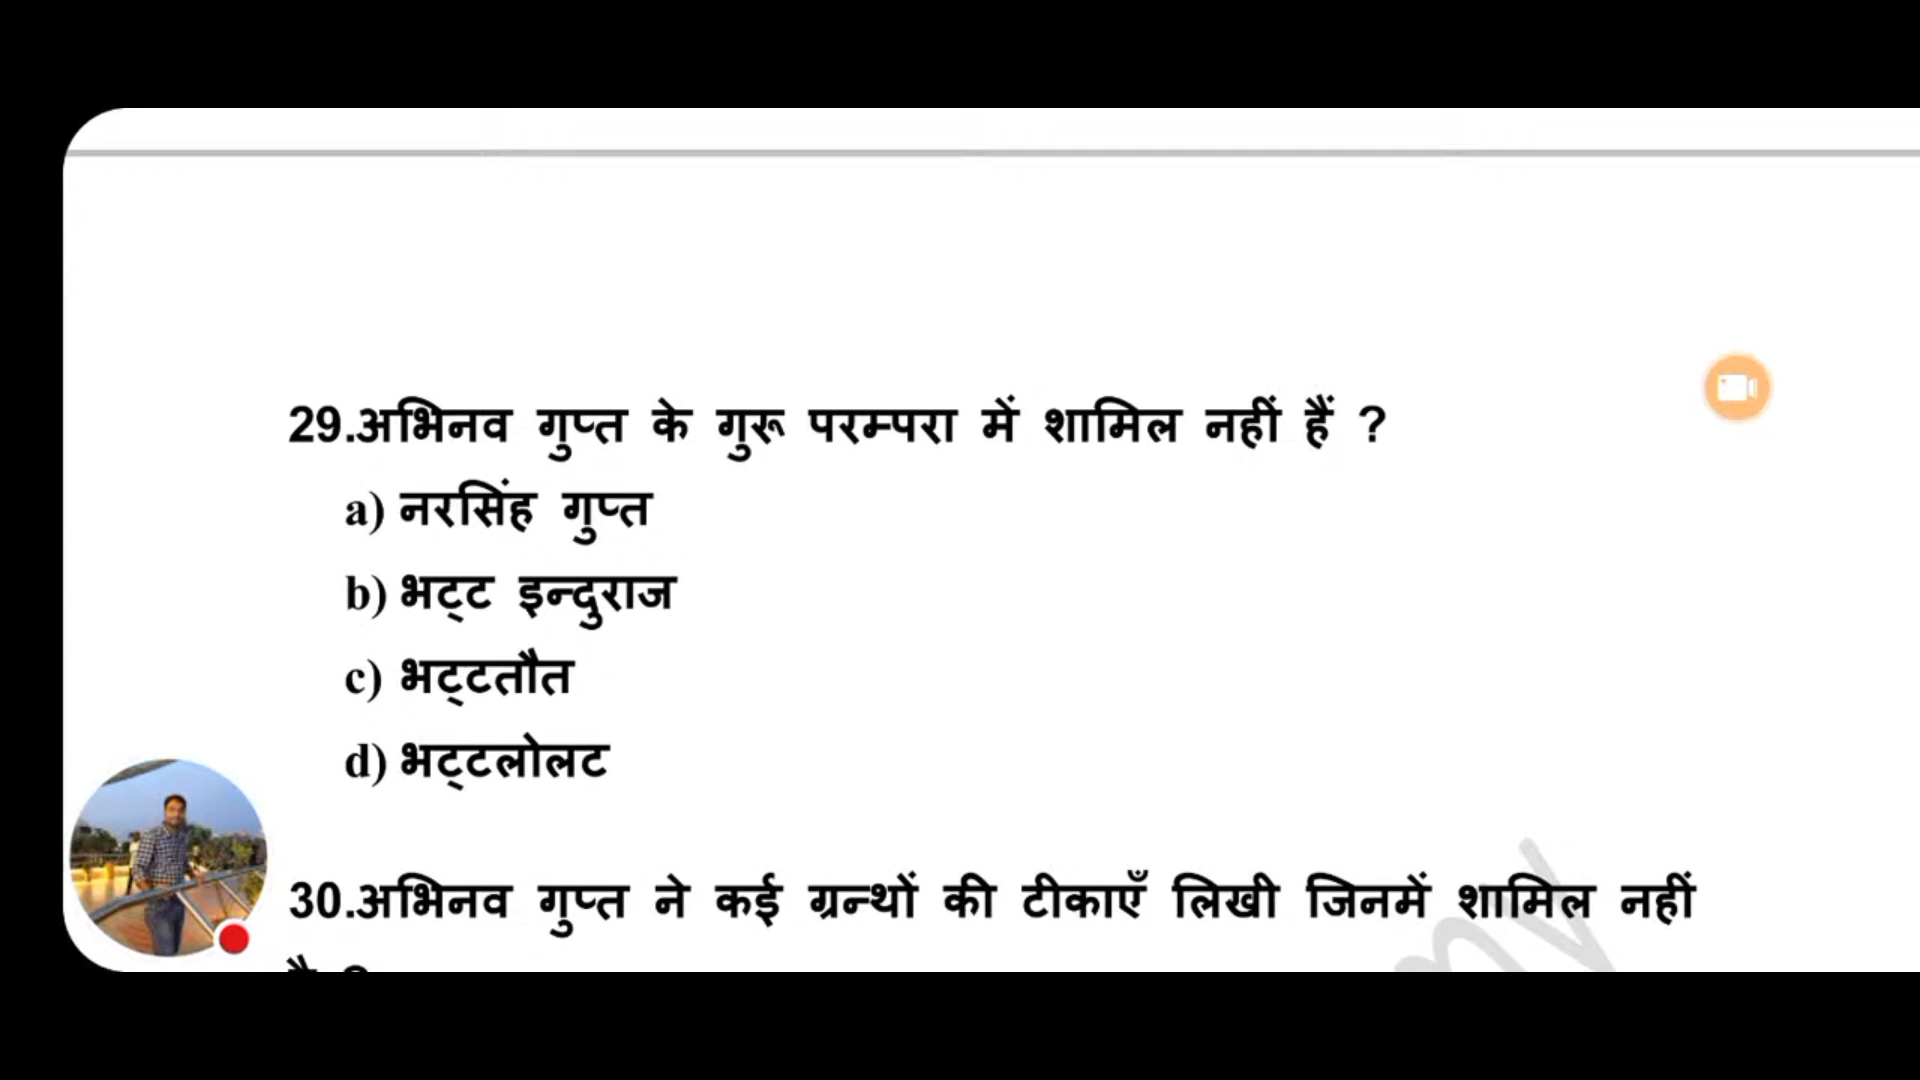 29.अभिनव गुप्त के गुरू परम्परा में शामिल नहीं हैं ?
a) नरसिंह गुप्त
b) भट्ट इन्दुराज
c) भट्टतौत
d) भट्टलोलट
30.अभिनव गुप्त ने कई ग्रन्थों की टीकाएँ लिखी जिनमें शामिल नहीं